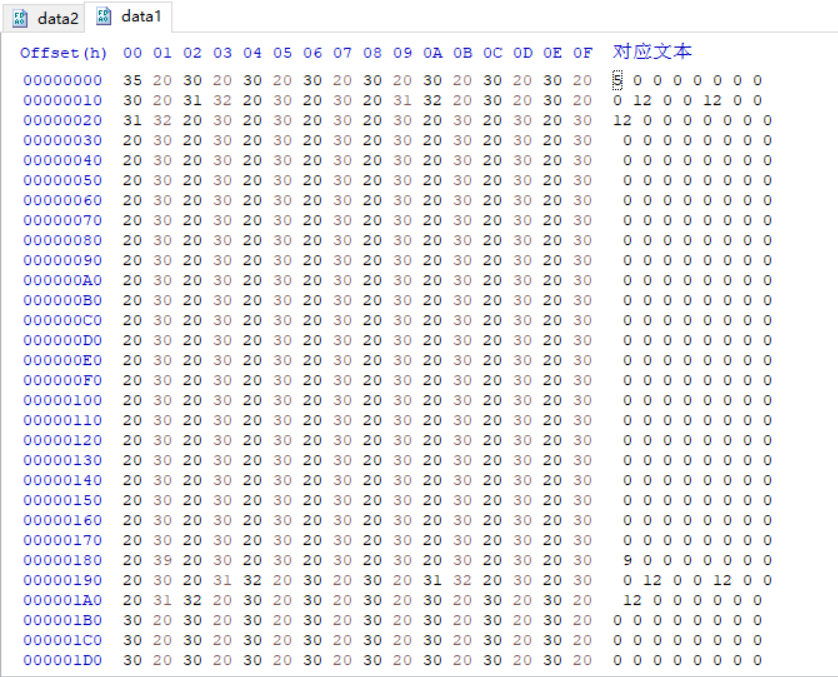 data2 data1
Offset(h) 00 01 02 03 04 05 06 07 08 09 0A 0B 0C 0D 0E 0F 对应文本
00000000 35 20 30 20 30 20 30 20 30 20 30 20 30 20 30 20 5 0 0 0 0 0 0 0
00000010 30 20 31 32 20 30 20 30 20 31 32 20 30 20 30 20 0 12 0 0 12 0 0
00000020 31 32 20 30 20 30 20 30 20 30 20 30 20 30 20 30 12 0 0 0 0 0 0 0
00000030 20 30 20 30 20 30 20 30 20 30 20 30 20 30 20 30 0 0 0 0 0 0 0 0
00000040 20 30 20 30 20 30 20 30 20 30 20 30 20 30 20 30 0 0 0 0 0 0 0 0
00000050 20 30 20 30 20 30 20 30 20 30 20 30 20 30 20 30 0 0 0 0 0 0 0 0
00000060 20 30 20 30 20 30 20 30 20 30 20 30 20 30 20 30 0 0 0 0 0 0 0 0
00000070 20 30 20 30 20 30 20 30 20 30 20 30 20 30 20 30 0 0 0 0 0 0 0 0
00000080 20 30 20 30 20 30 20 30 20 30 20 30 20 30 20 30 0 0 0 0 0 0 0 0
00000090 20 30 20 30 20 30 20 30 20 30 20 30 20 30 20 30 0 0 0 0 0 0 0 0
000000A0 20 30 20 30 20 30 20 30 20 30 20 30 20 30 20 30 0 0 0 0 0 0 0 0
000000B0 20 30 20 30 20 30 20 30 20 30 20 30 20 30 20 30 0 0 0 0 0 0 0 0
000000C0 20 30 20 30 20 30 20 30 20 30 20 30 20 30 20 30 0 0 0 0 0 0 0 0
000000D0 20 30 20 30 20 30 20 30 20 30 20 30 20 30 20 30 0 0 0 0 0 0 0 0
000000E0 20 30 20 30 20 30 20 30 20 30 20 30 20 30 20 30 0 0 0 0 0 0 0 0
000000F0 20 30 20 30 20 30 20 30 20 30 20 30 20 30 20 30 0 0 0 0 0 0 0 0
00000100 20 30 20 30 20 30 20 30 20 30 20 30 20 30 20 30 0 0 0 0 0 0 0 0
00000110 20 30 20 30 20 30 20 30 20 30 20 30 20 30 20 30 0 0 0 0 0 0 0 0
00000120 20 30 20 30 20 30 20 30 20 30 20 30 20 30 20 30 0 0 0 0 0 0 0 0
00000130 20 30 20 30 20 30 20 30 20 30 20 30 20 30 20 30 0 0 0 0 0 0 0 0
00000140 20 30 20 30 20 30 20 30 20 30 20 30 20 30 20 30 0 0 0 0 0 0 0 0
00000150 20 30 20 30 20 30 20 30 20 30 20 30 20 30 20 30 0 0 0 0 0 0 0 0
00000160 20 30 20 30 20 30 20 30 20 30 20 30 20 30 20 30 0 0 0 0 0 0 0 0
00000170 20 30 20 30 20 30 20 30 20 30 20 30 20 30 20 30 0 0 0 0 0 0 0 0
00000180 20 39 20 30 20 30 20 30 20 30 20 30 20 30 20 30 9 0 0 0 0 0 0 0
00000190 20 30 20 31 32 20 30 20 30 20 31 32 20 30 20 30 0 12 0 0 12 0 0
000001A0 20 31 32 20 30 20 30 20 30 20 30 20 30 20 30 20 12 0 0 0 0 0 0
000001B0 30 20 30 20 30 20 30 20 30 20 30 20 30 20 30 20 0 0 0 0 0 0 0 0
000001C0 30 20 30 20 30 20 30 20 30 20 30 20 30 20 30 20 0 0 0 0 0 0 0 0
000001D0 30 20 30 20 30 20 30 20 30 20 30 20 30 20 30 20 0 0 0 0 0 0 0 0